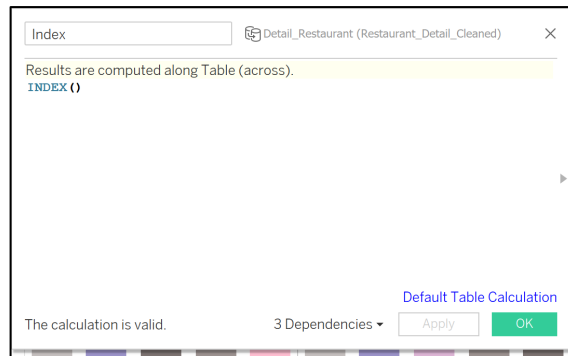 Index
Detail_Restaurant (Restaurant_Detail_Cleaned)
Results are computed along Table (across).
INDEX()
Default Table Calculation
The calculation is valid.
3 Dependencies
Apply
OK